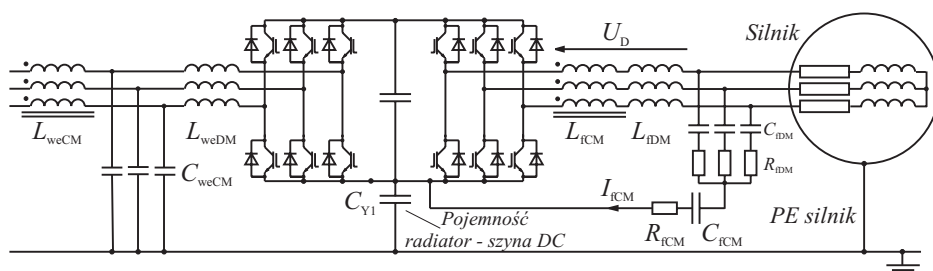 U_D
Silnik
L_weCM
L_weDM
L_fCM
L_fDM
C_fDM
R_fDM
C_weCM
C_Y1
I_fCM
Pojemność
radiator - szyna DC
R_fCM
C_fCM
PE silnik